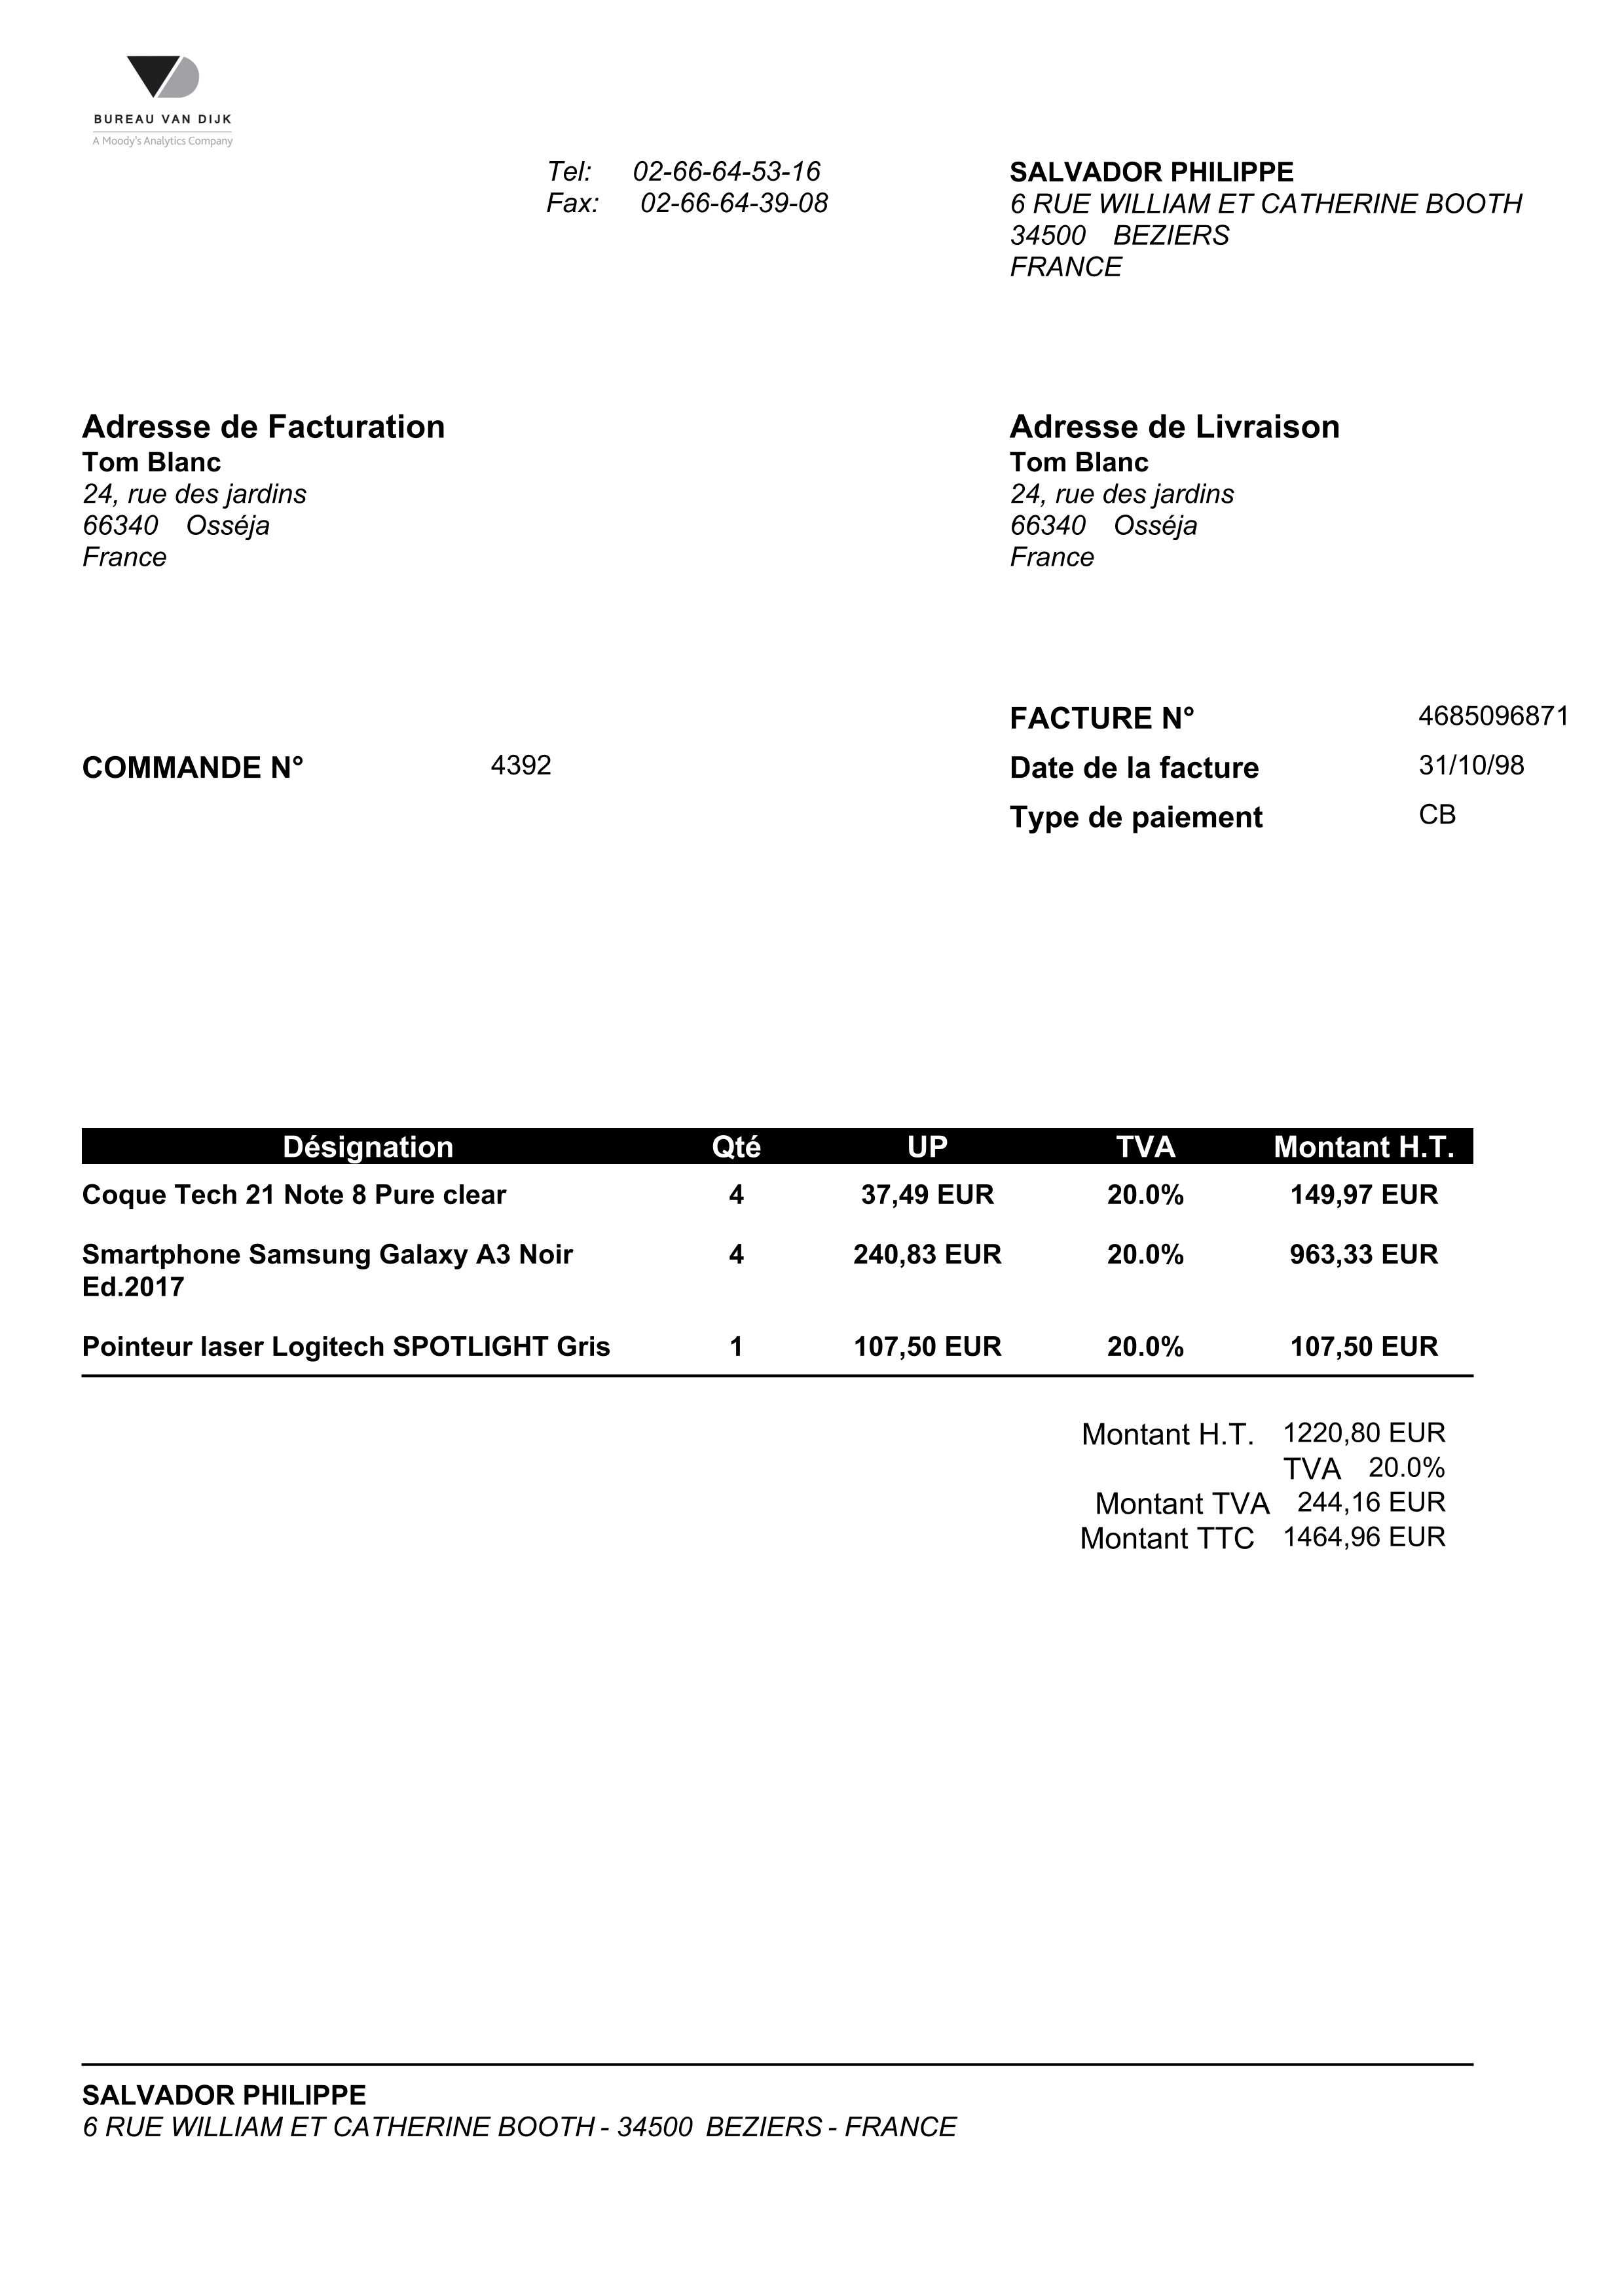 BUREAU VAN DIJK
A Moody's Analytics Company
Tel: 02-66-64-53-16
Fax: 02-66-64-39-08
SALVADOR PHILIPPE
6 RUE WILLIAM ET CATHERINE BOOTH
34500 BEZIERS
FRANCE
Adresse de Facturation
Tom Blanc
24, rue des jardins
66340 Osséja
France
Adresse de Livraison
Tom Blanc
24, rue des jardins
66340 Osséja
France
FACTURE N° 4685096871
COMMANDE N° 4392
Date de la facture 31/10/98
Type de paiement CB
Désignation Qté UP TVA Montant H.T.
Coque Tech 21 Note 8 Pure clear 4 37,49 EUR 20.0% 149,97 EUR
Smartphone Samsung Galaxy A3 Noir 4 240,83 EUR 20.0% 963,33 EUR
Ed.2017
Pointeur laser Logitech SPOTLIGHT Gris 1 107,50 EUR 20.0% 107,50 EUR
Montant H.T. 1220,80 EUR
TVA 20.0%
Montant TVA 244,16 EUR
Montant TTC 1464,96 EUR
SALVADOR PHILIPPE
6 RUE WILLIAM ET CATHERINE BOOTH - 34500 BEZIERS - FRANCE